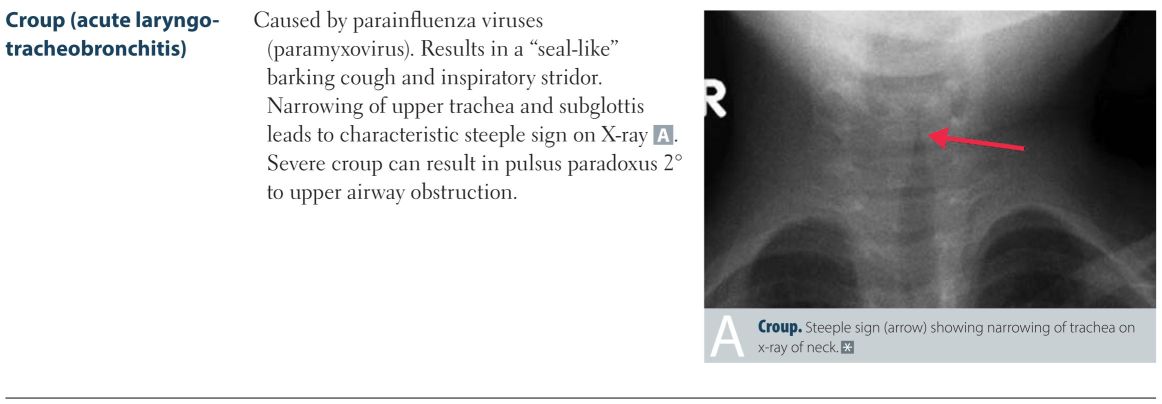 Croup (acute laryngo-
tracheobronchitis)
Caused by parainfluenza viruses
(paramyxovirus). Results in a “seal-like”
barking cough and inspiratory stridor.
Narrowing of upper trachea and subglottis
leads to characteristic steeple sign on X-ray A.
Severe croup can result in pulsus paradoxus 2°
to upper airway obstruction.
R
A
Croup. Steeple sign (arrow) showing narrowing of trachea on
x-ray of neck.